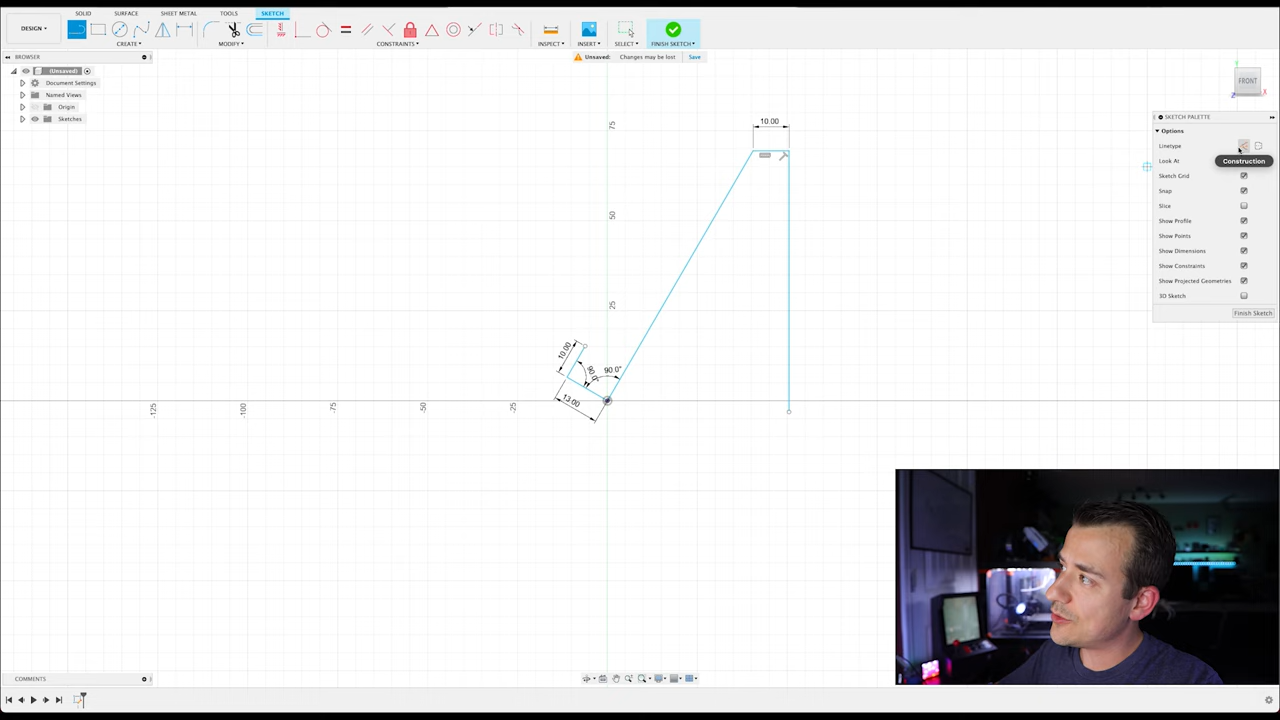 SOLID SURFACE SHEET METAL TOOLS SKETCH
DESIGN
CREATE MODIFY CONSTRAINTS INSPECT INSERT SELECT FINISH SKETCH
BROWSER
Unsaved: Changes may be lost Save
(Unsaved)
Document Settings
Named Views
Origin
Sketches
FRONT
Y
X
Z
SKETCH PALETTE
Options
Linetype
Construction
Look At
Sketch Grid
Snap
Slice
Show Profile
Show Points
Show Dimensions
Show Constraints
Show Projected Geometries
3D Sketch
Finish Sketch
10.00
75
50
25
10.00
90.0°
90.0°
13.00
-125
-100
-75
-50
-25
COMMENTS